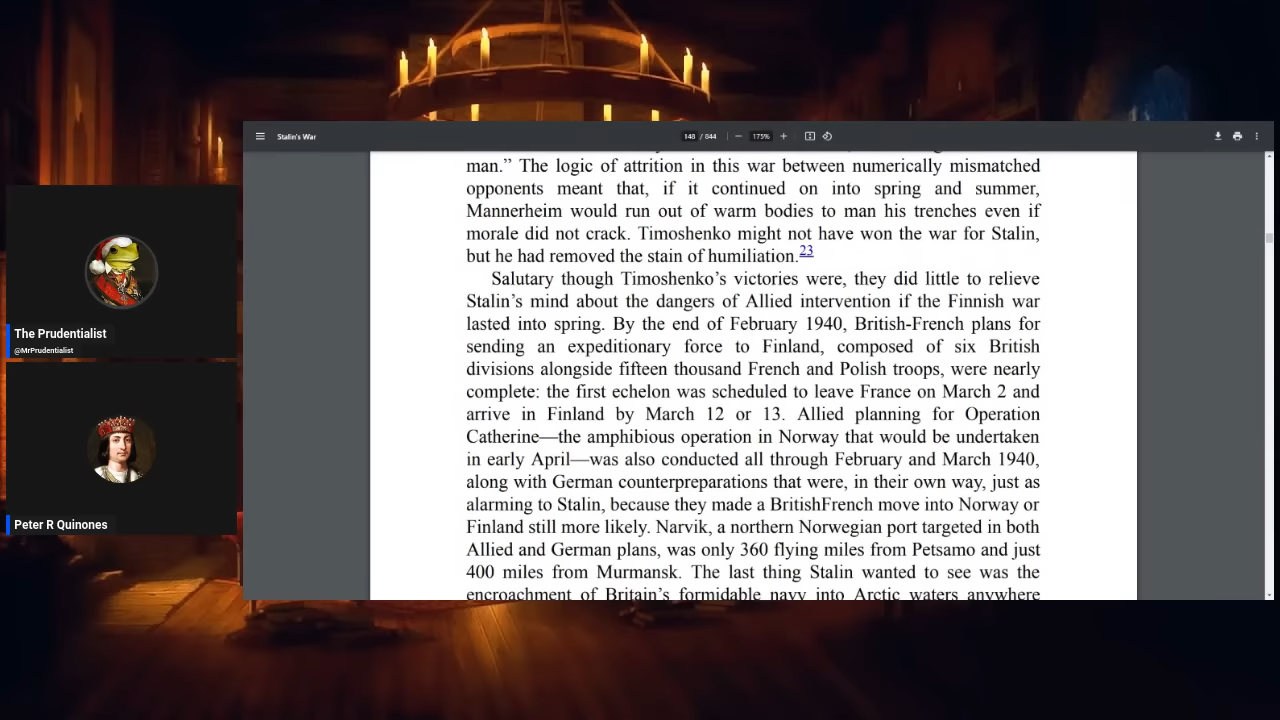 Stalin's War
148 / 844
175%
man.” The logic of attrition in this war between numerically mismatched
opponents meant that, if it continued on into spring and summer,
Mannerheim would run out of warm bodies to man his trenches even if
morale did not crack. Timoshenko might not have won the war for Stalin,
but he had removed the stain of humiliation.23
Salutary though Timoshenko’s victories were, they did little to relieve
Stalin’s mind about the dangers of Allied intervention if the Finnish war
lasted into spring. By the end of February 1940, British-French plans for
sending an expeditionary force to Finland, composed of six British
divisions alongside fifteen thousand French and Polish troops, were nearly
complete: the first echelon was scheduled to leave France on March 2 and
arrive in Finland by March 12 or 13. Allied planning for Operation
Catherine—the amphibious operation in Norway that would be undertaken
in early April—was also conducted all through February and March 1940,
along with German counterpreparations that were, in their own way, just as
alarming to Stalin, because they made a BritishFrench move into Norway or
Finland still more likely. Narvik, a northern Norwegian port targeted in both
Allied and German plans, was only 360 flying miles from Petsamo and just
400 miles from Murmansk. The last thing Stalin wanted to see was the
encroachment of Britain’s formidable navy into Arctic waters anywhere
The Prudentialist
@MrPrudentialist
Peter R Quinones